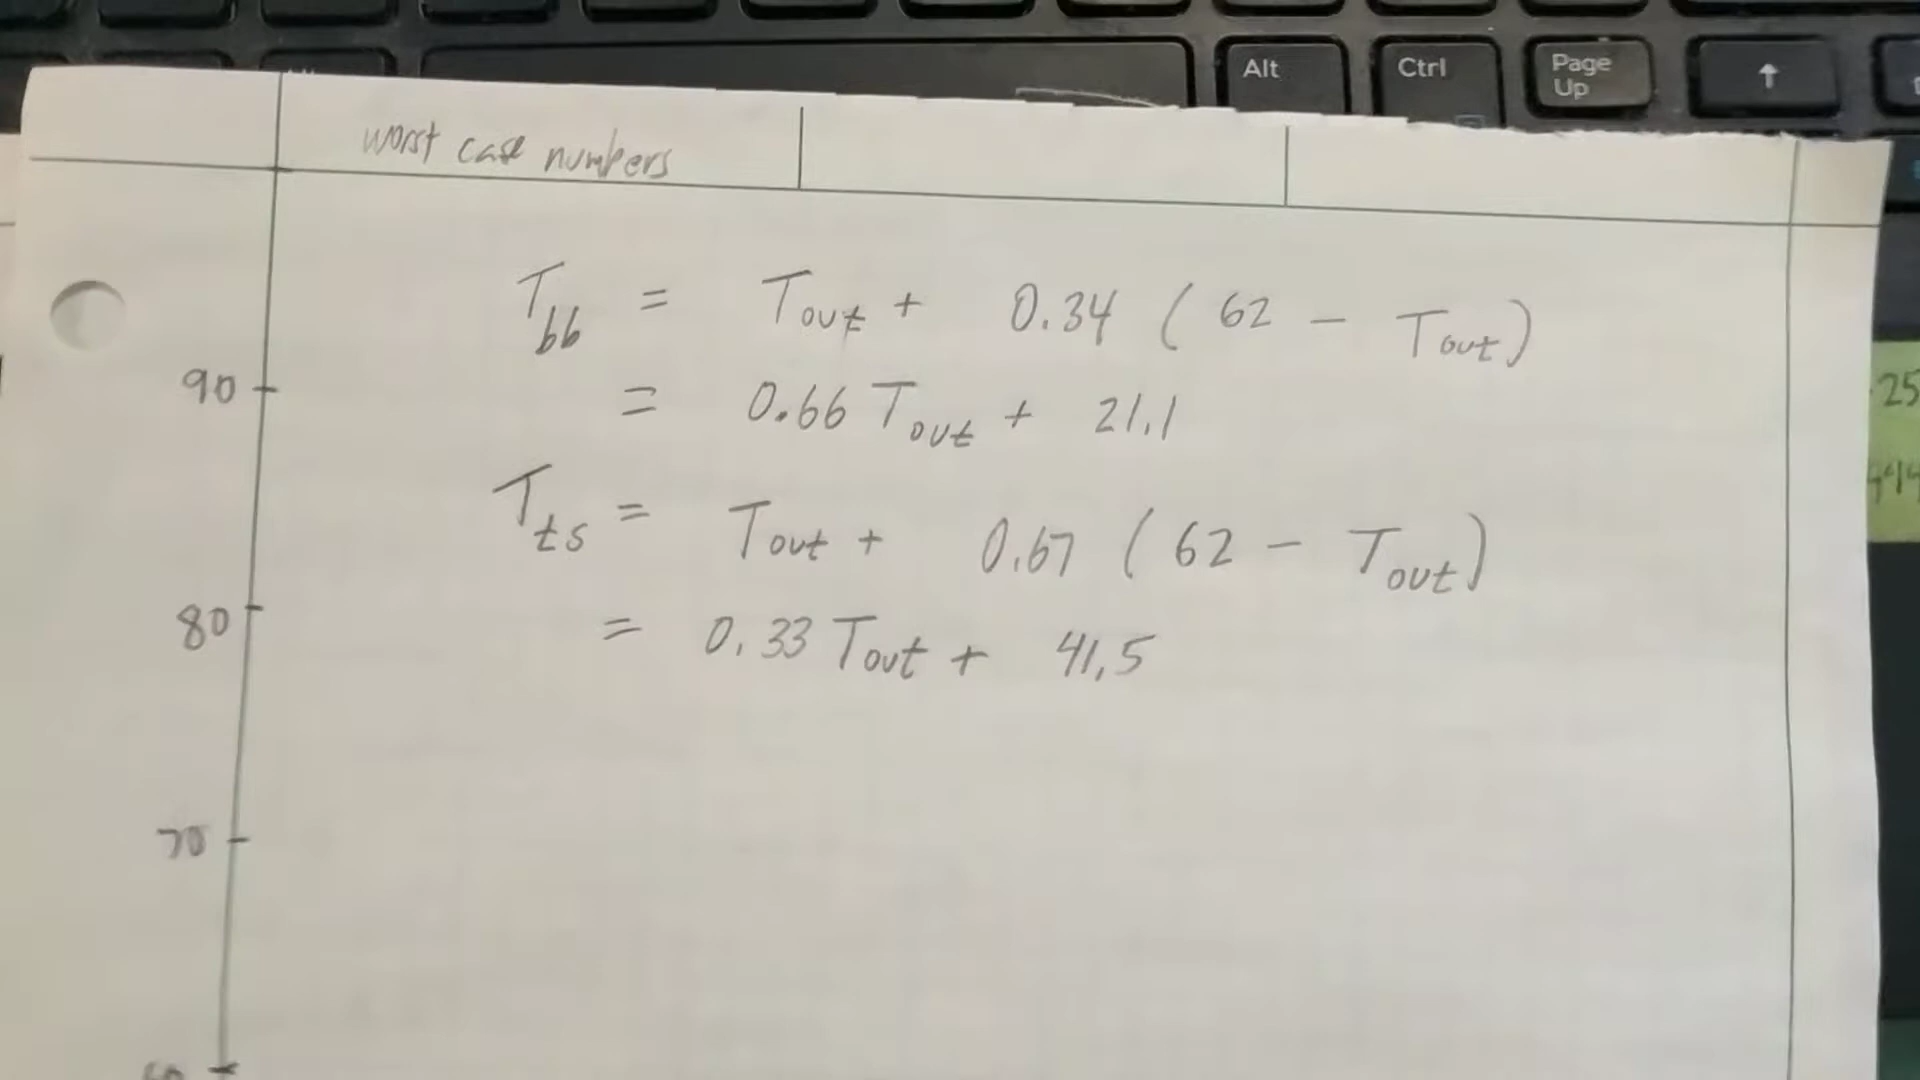 Alt Ctrl Page Up ↑
worst case numbers
T_bb = T_out + 0.34 ( 62 - T_out)
90
= 0.66 T_out + 21.1
25
T_ts = T_out + 0.67 ( 62 - T_out)
80
= 0.33 T_out + 41,5
70